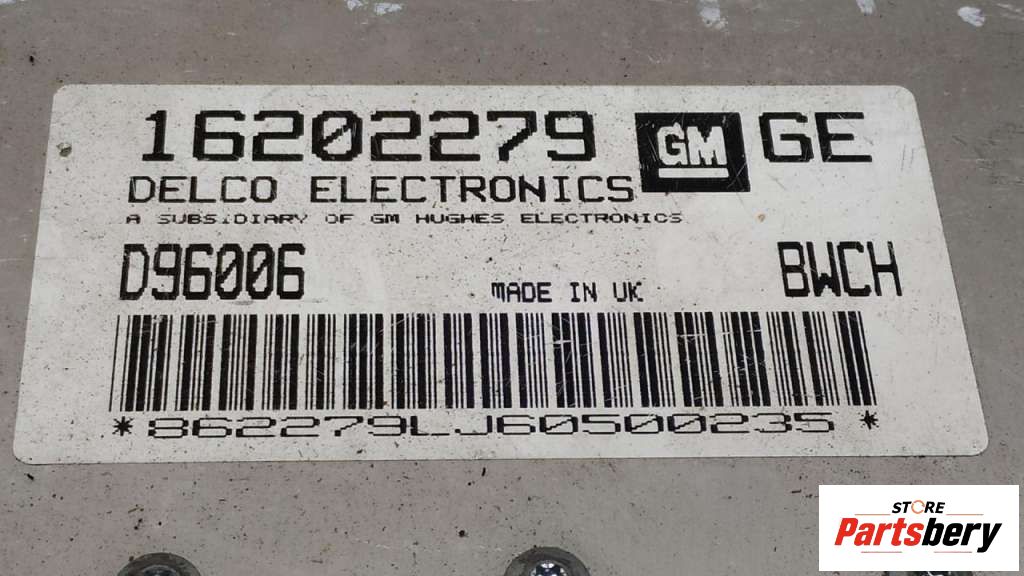 16202279 GM GE
DELCO ELECTRONICS
A SUBSIDIARY OF GM HUGHES ELECTRONICS
D96006 MADE IN UK BWCH
*862279LJ60500235*
STORE
Partsbery